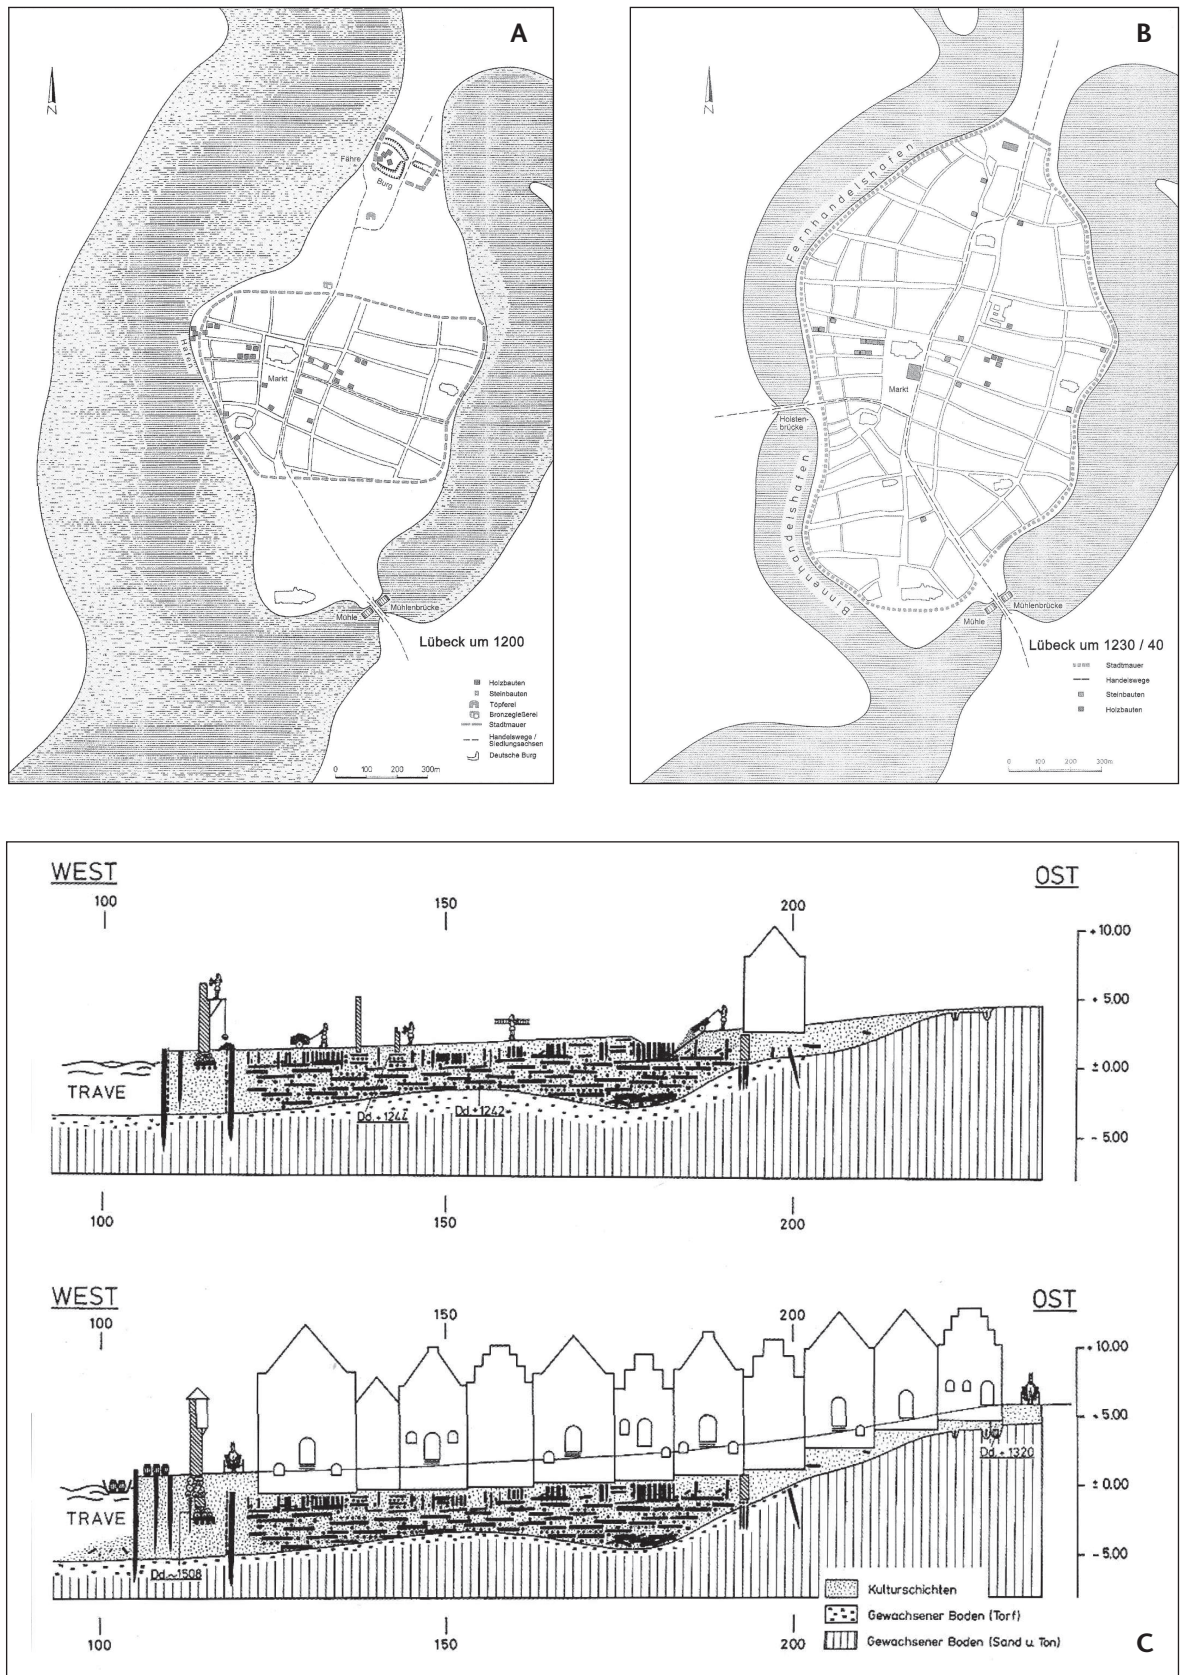 A
N
Fähre
Burg
Hafen
Markt
Mühle
Mühlenbrücke
Lübeck um 1200
Holzbauten
Steinbauten
Töpferei
Bronzegießerei
Stadtmauer
Handelswege /
Siedlungsachsen
Deutsche Burg
0 100 200 300m
B
N
Fernhandelshafen
Markt
Holsten-
brücke
Binnenhandelshafen
Mühle
Mühlenbrücke
Lübeck um 1230 / 40
Stadtmauer
Handelswege
Steinbauten
Holzbauten
0 100 200 300m
WEST
OST
100 150 200
+ 10.00
+ 5.00
± 0.00
- 5.00
TRAVE
Dd.+1244
Dd.+1242
100 150 200
WEST
OST
100 150 200
+ 10.00
+ 5.00
± 0.00
- 5.00
TRAVE
Dd.~1508
Dd.+1320
Kulturschichten
Gewachsener Boden (Torf)
Gewachsener Boden (Sand u. Ton)
100 150 200
C